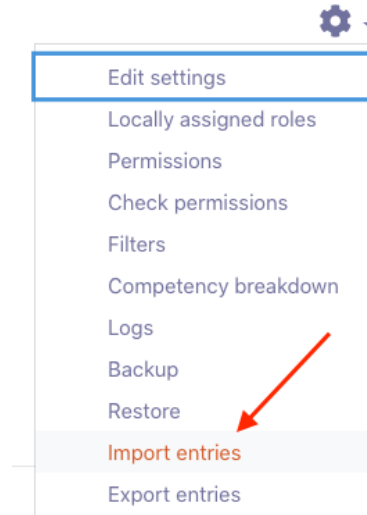 Edit settings
Locally assigned roles
Permissions
Check permissions
Filters
Competency breakdown
Logs
Backup
Restore
Import entries
Export entries